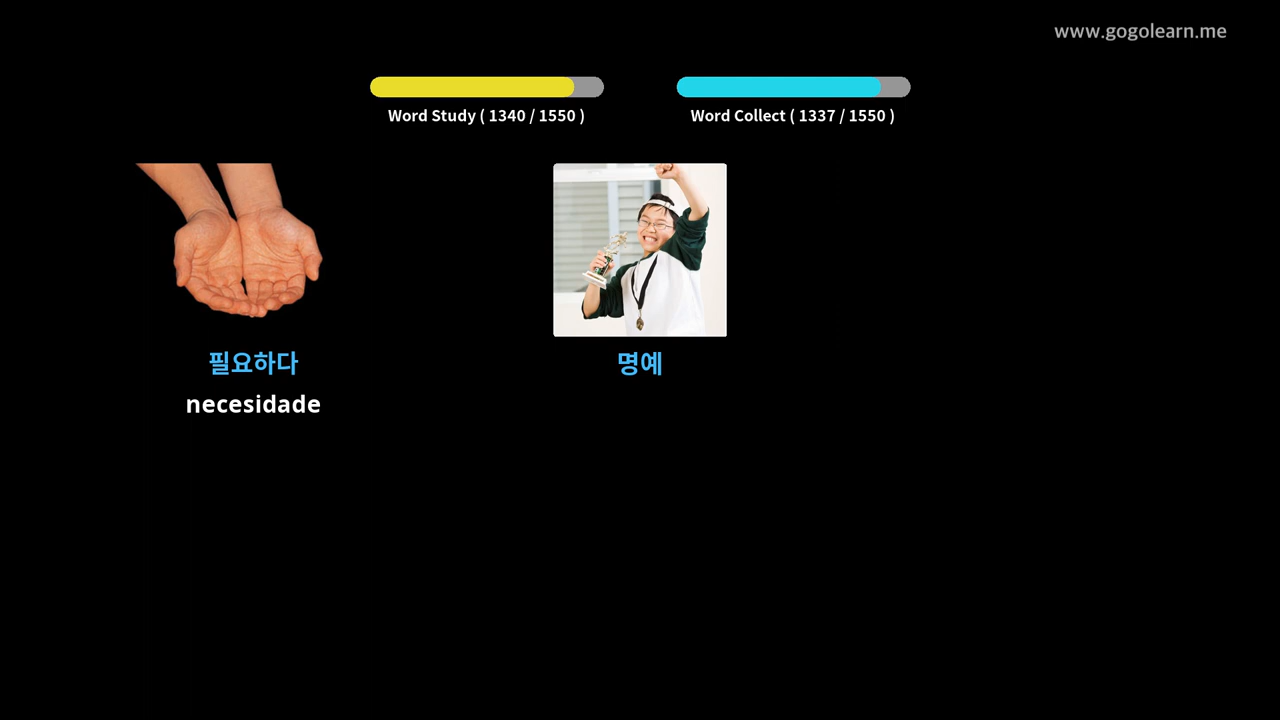 www.gogolearn.me
Word Study ( 1340 / 1550 )
Word Collect ( 1337 / 1550 )
필요하다
명예
necesidade